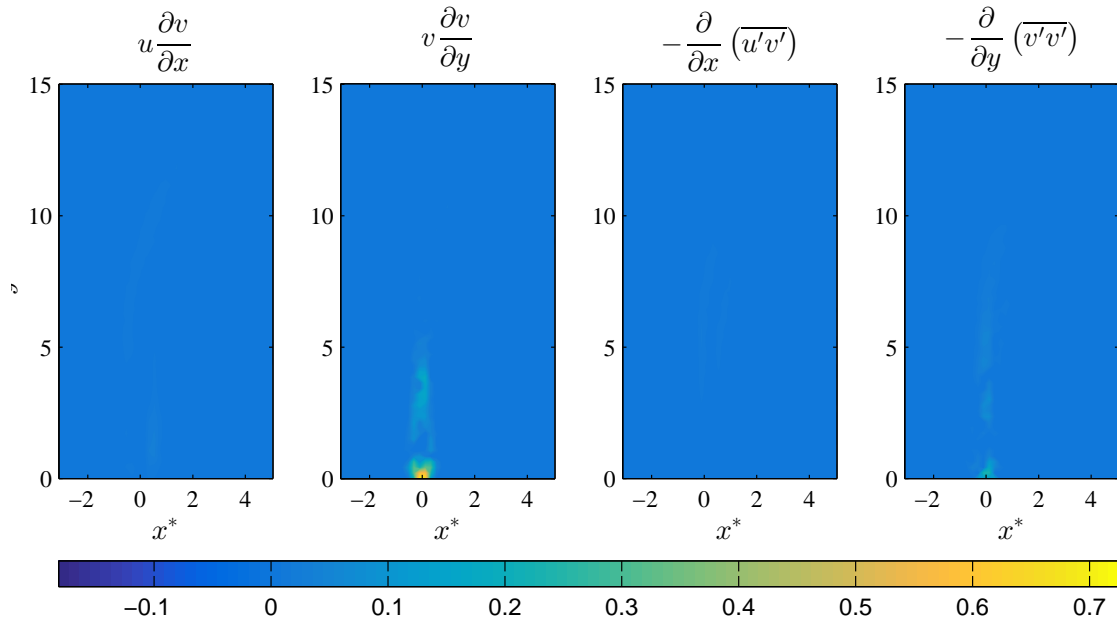 u ∂v/∂x v ∂v/∂y −∂/∂x (u′v′) −∂/∂y (v′v′)
15 15 15 15
10 10 10 10
5 5 5 5
0 0 0 0
−2 0 2 4 −2 0 2 4 −2 0 2 4 −2 0 2 4
x* x* x* x*
−0.1 0 0.1 0.2 0.3 0.4 0.5 0.6 0.7